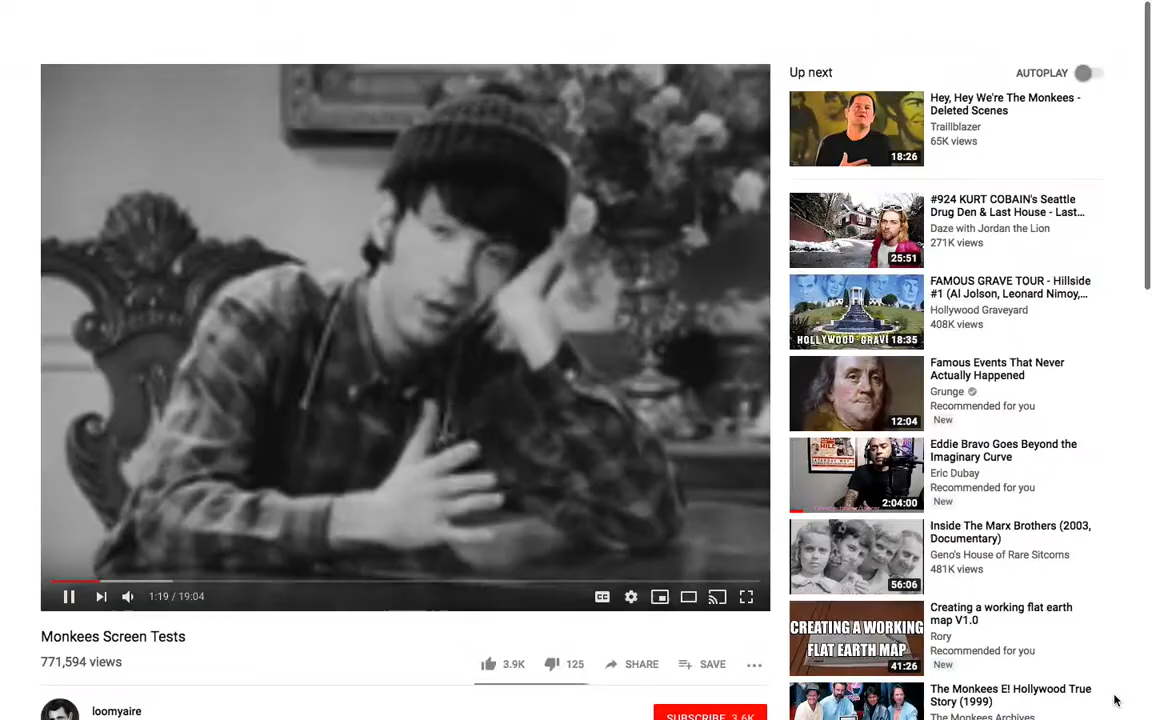 Up next
AUTOPLAY
Hey, Hey We're The Monkees -
Deleted Scenes
Traillblazer
65K views
18:26
#924 KURT COBAIN's Seattle
Drug Den & Last House - Last...
Daze with Jordan the Lion
271K views
25:51
FAMOUS GRAVE TOUR - Hillside
#1 (Al Jolson, Leonard Nimoy,...
Hollywood Graveyard
408K views
HOLLYWOOD GRAVE
18:35
Famous Events That Never
Actually Happened
Grunge
Recommended for you
New
12:04
Eddie Bravo Goes Beyond the
Imaginary Curve
Eric Dubay
Recommended for you
New
2:04:00
Inside The Marx Brothers (2003,
Documentary)
Geno's House of Rare Sitcoms
481K views
56:06
Creating a working flat earth
map V1.0
Rory
Recommended for you
New
CREATING A WORKING
FLAT EARTH MAP
41:26
The Monkees E! Hollywood True
Story (1999)
The Monkees Archives
1:19 / 19:04
CC
Monkees Screen Tests
771,594 views
3.9K
125
SHARE
SAVE
loomyaire
SUBSCRIBE 3.6K